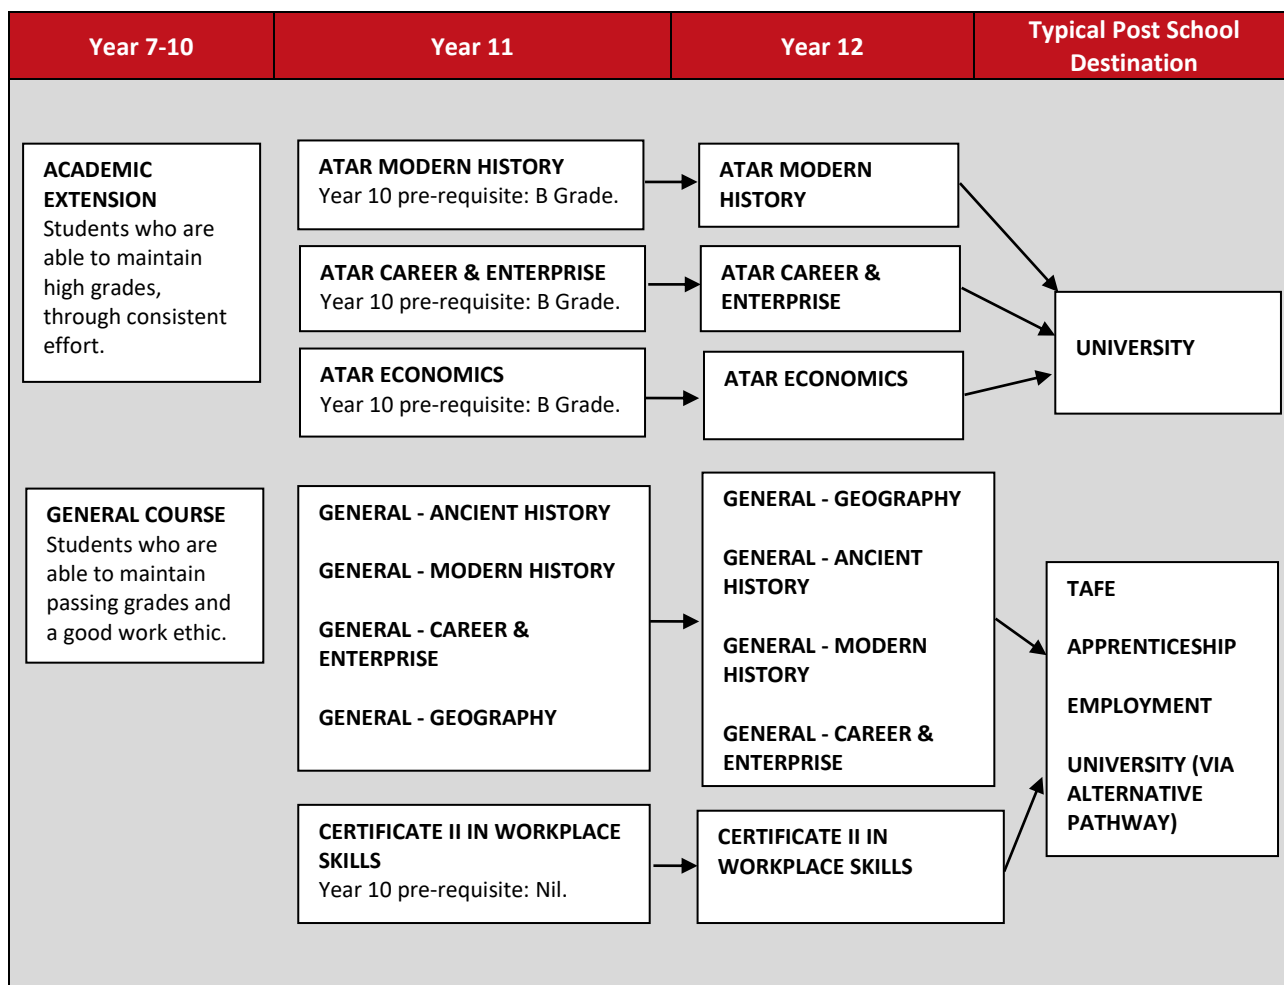 Year 7-10
Year 11
Year 12
Typical Post School
Destination
ACADEMIC
EXTENSION
Students who are
able to maintain
high grades,
through consistent
effort.
ATAR MODERN HISTORY
Year 10 pre-requisite: B Grade.
ATAR MODERN
HISTORY
ATAR CAREER & ENTERPRISE
Year 10 pre-requisite: B Grade.
ATAR CAREER &
ENTERPRISE
ATAR ECONOMICS
Year 10 pre-requisite: B Grade.
ATAR ECONOMICS
UNIVERSITY
GENERAL COURSE
Students who are
able to maintain
passing grades and
a good work ethic.
GENERAL - ANCIENT HISTORY
GENERAL - MODERN HISTORY
GENERAL - CAREER &
ENTERPRISE
GENERAL - GEOGRAPHY
GENERAL - GEOGRAPHY
GENERAL - ANCIENT
HISTORY
GENERAL - MODERN
HISTORY
GENERAL - CAREER &
ENTERPRISE
CERTIFICATE II IN WORKPLACE
SKILLS
Year 10 pre-requisite: Nil.
CERTIFICATE II IN
WORKPLACE SKILLS
TAFE
APPRENTICESHIP
EMPLOYMENT
UNIVERSITY (VIA
ALTERNATIVE
PATHWAY)